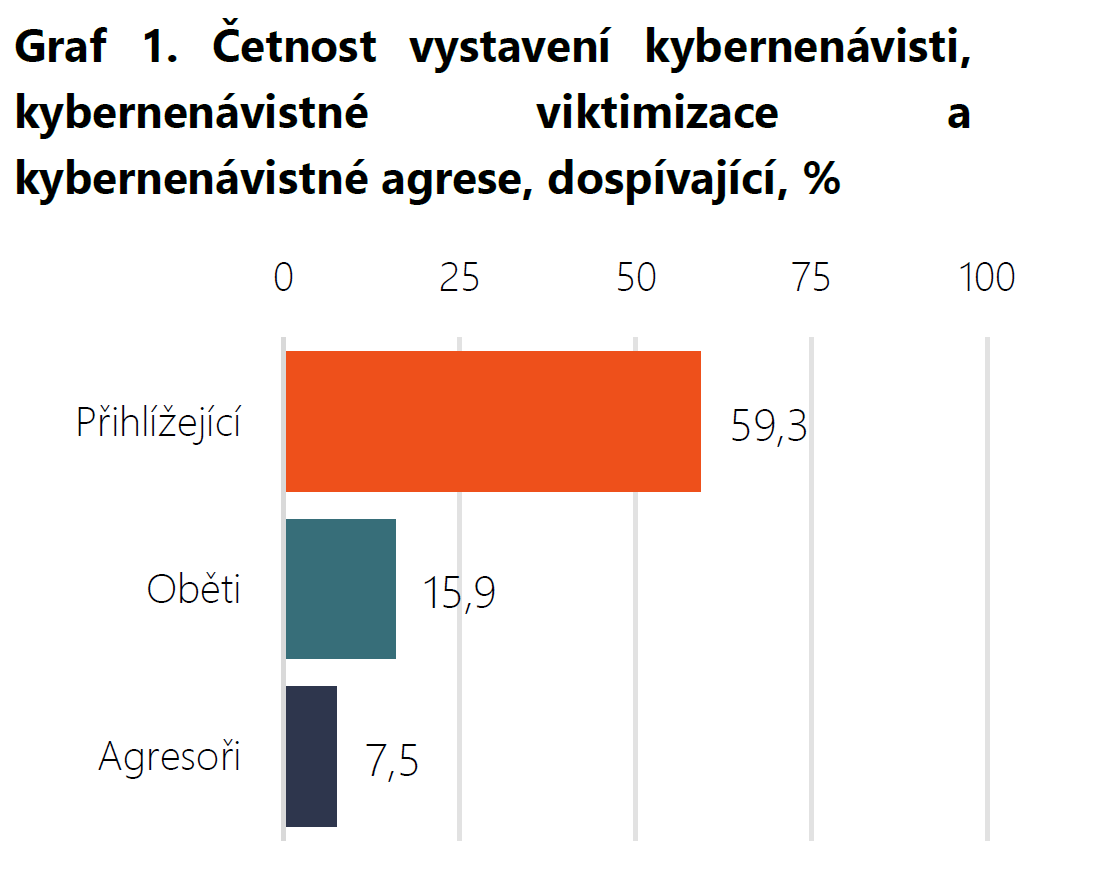 Graf 1. Četnost vystavení kybernenávisti,
kybernenávistné viktimizace a
kybernenávistné agrese, dospívající, %
0 25 50 75 100
Přihlížející 59,3
Oběti 15,9
Agresoři 7,5